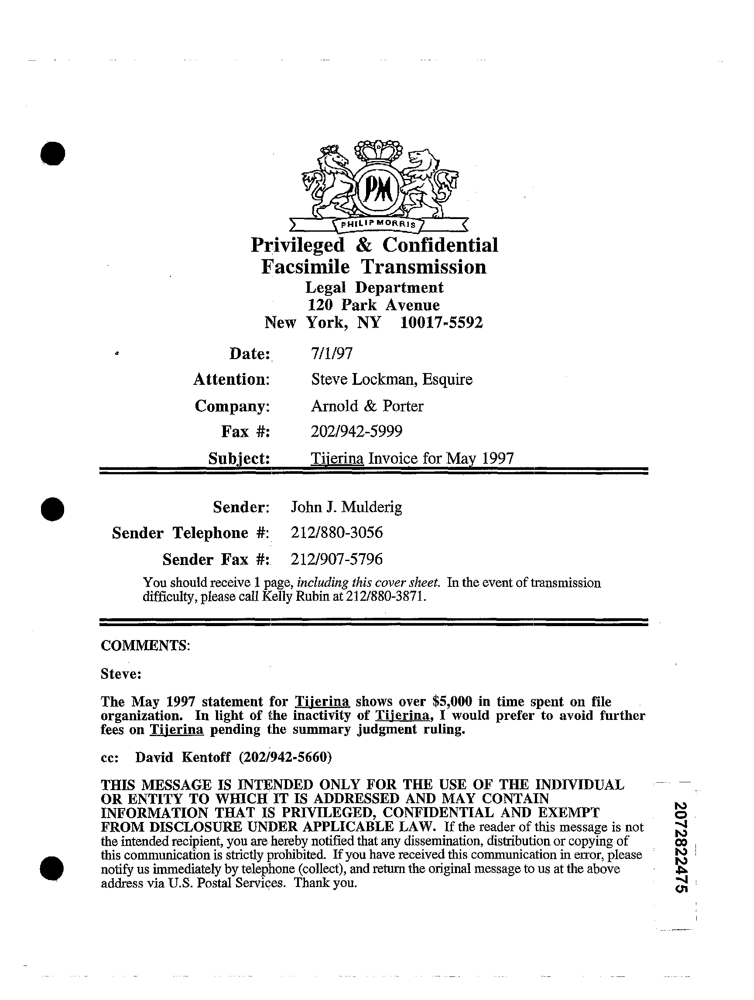 PM
PHILIP MORRIS
Privileged & Confidential
Facsimile Transmission
Legal Department
120 Park Avenue
New York, NY 10017-5592
Date: 7/1/97
Attention: Steve Lockman, Esquire
Company: Arnold & Porter
Fax #: 202/942-5999
Subject: Tijerina Invoice for May 1997
Sender: John J. Mulderig
Sender Telephone #: 212/880-3056
Sender Fax #: 212/907-5796
You should receive 1 page, including this cover sheet. In the event of transmission
difficulty, please call Kelly Rubin at 212/880-3871.
COMMENTS:
Steve:
The May 1997 statement for Tijerina shows over $5,000 in time spent on file
organization. In light of the inactivity of Tijerina, I would prefer to avoid further
fees on Tijerina pending the summary judgment ruling.
cc: David Kentoff (202/942-5660)
THIS MESSAGE IS INTENDED ONLY FOR THE USE OF THE INDIVIDUAL
OR ENTITY TO WHICH IT IS ADDRESSED AND MAY CONTAIN
INFORMATION THAT IS PRIVILEGED, CONFIDENTIAL AND EXEMPT
FROM DISCLOSURE UNDER APPLICABLE LAW. If the reader of this message is not
the intended recipient, you are hereby notified that any dissemination, distribution or copying of
this communication is strictly prohibited. If you have received this communication in error, please
notify us immediately by telephone (collect), and return the original message to us at the above
address via U.S. Postal Services. Thank you.
2072822475